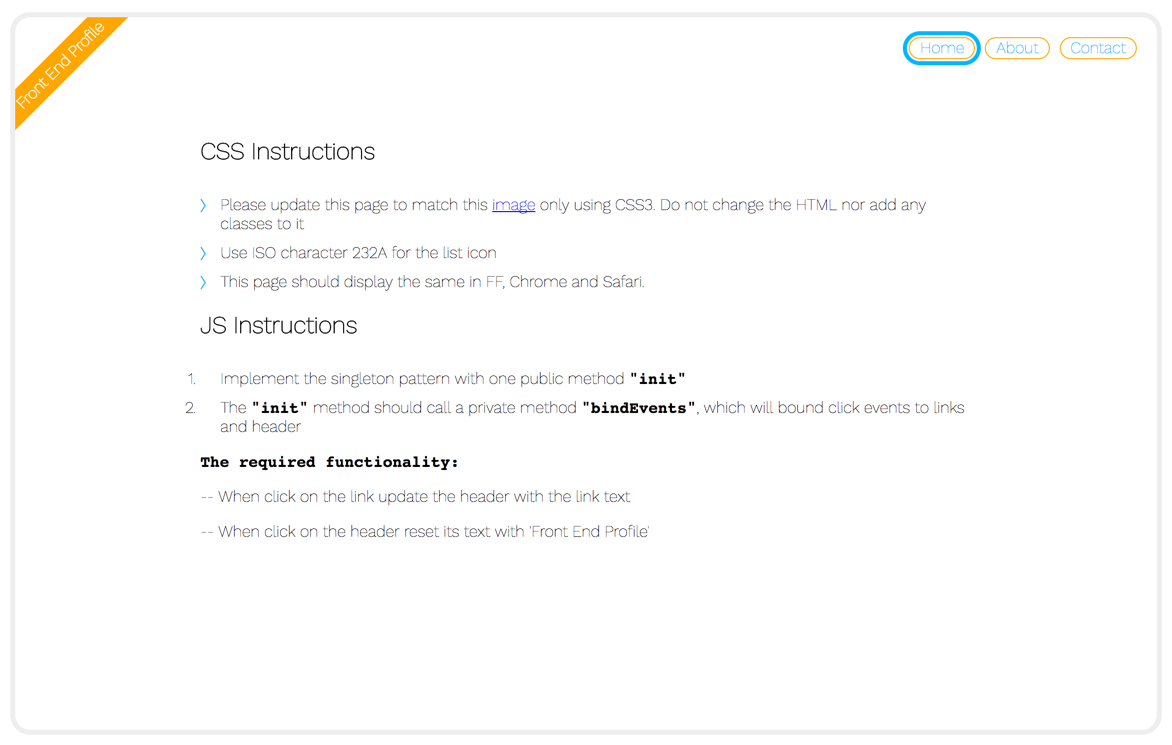 Front End Profile
Home About Contact
CSS Instructions
〉 Please update this page to match this image only using CSS3. Do not change the HTML nor add any
classes to it
〉 Use ISO character 232A for the list icon
〉 This page should display the same in FF, Chrome and Safari.
JS Instructions
1. Implement the singleton pattern with one public method "init"
2. The "init" method should call a private method "bindEvents", which will bound click events to links
and header
The required functionality:
-- When click on the link update the header with the link text
-- When click on the header reset its text with 'Front End Profile'